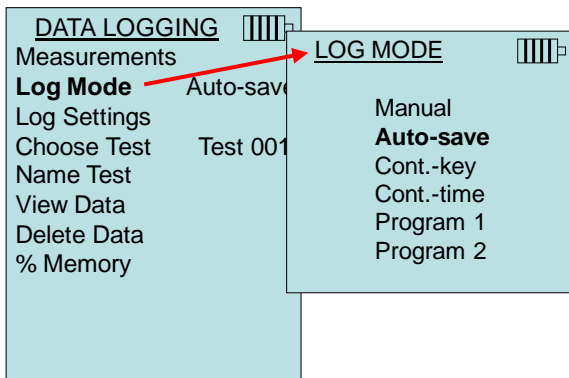 DATA LOGGING
Measurements
Log Mode Auto-save
Log Settings
Choose Test Test 001
Name Test
View Data
Delete Data
% Memory
LOG MODE
Manual
Auto-save
Cont.-key
Cont.-time
Program 1
Program 2